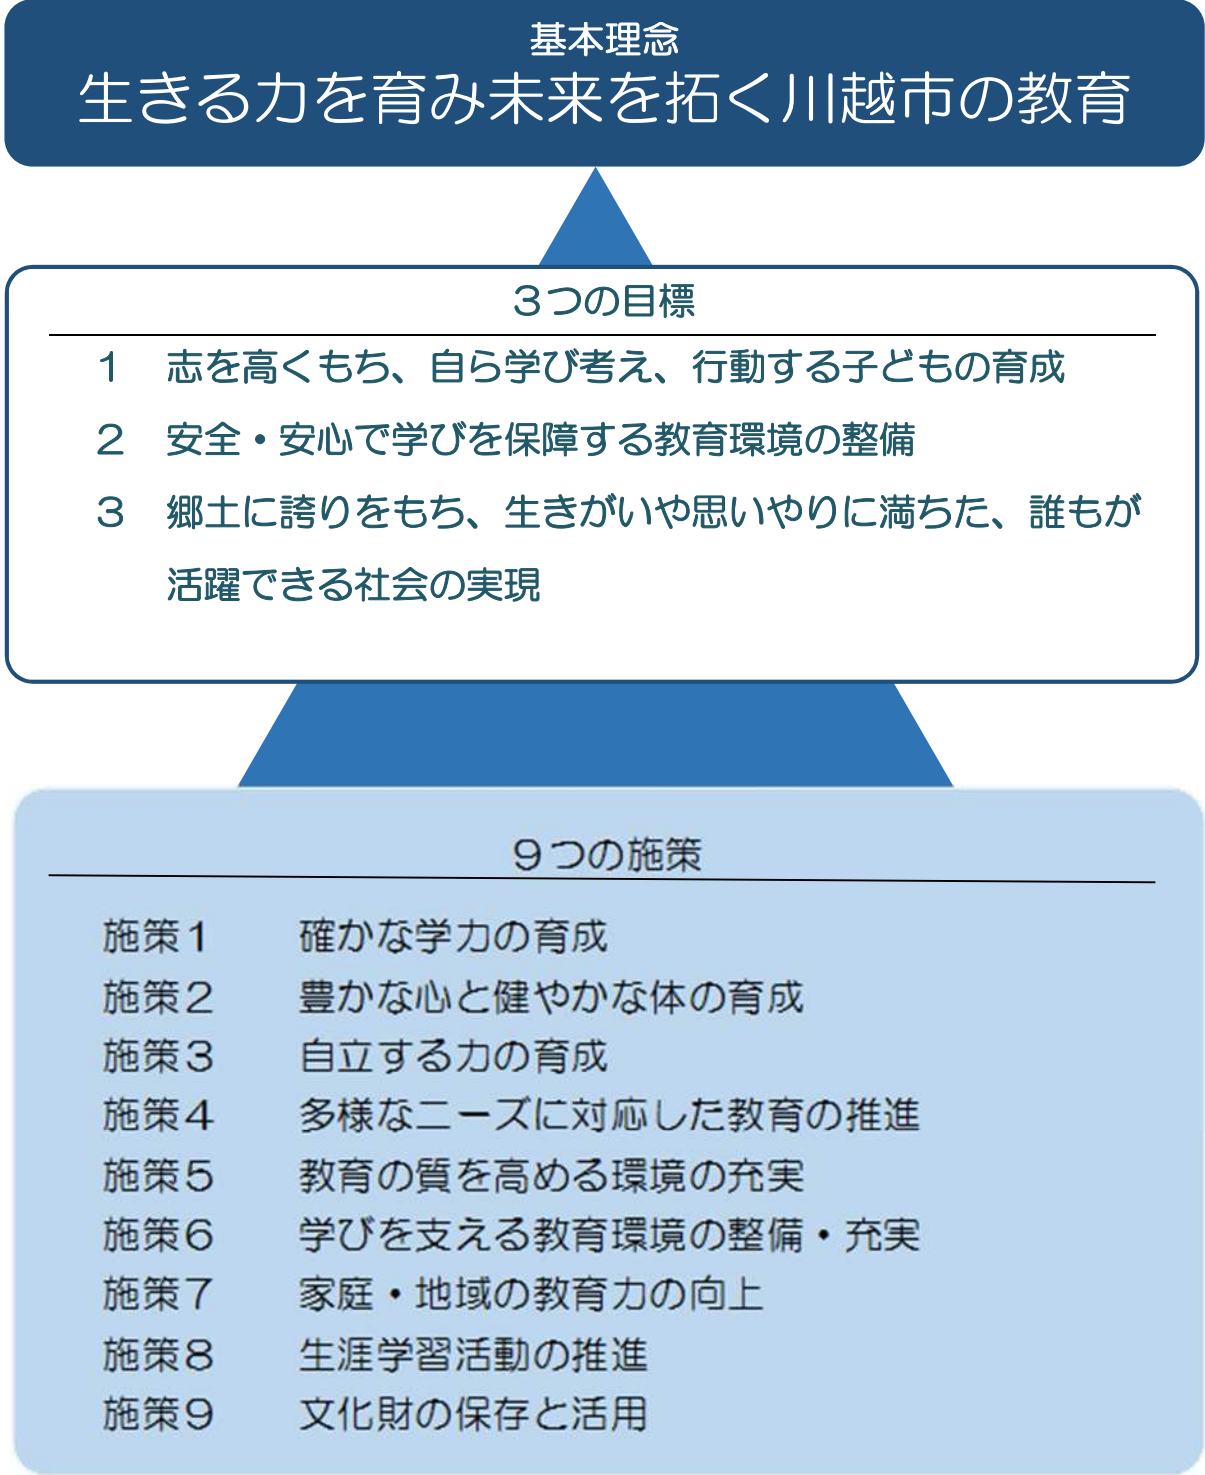 基本理念
生きる力を育み未来を拓く川越市の教育
３つの目標
１　志を高くもち、自ら学び考え、行動する子どもの育成
２　安全・安心で学びを保障する教育環境の整備
３　郷土に誇りをもち、生きがいや思いやりに満ちた、誰もが
活躍できる社会の実現
９つの施策
施策１　確かな学力の育成
施策２　豊かな心と健やかな体の育成
施策３　自立する力の育成
施策４　多様なニーズに対応した教育の推進
施策５　教育の質を高める環境の充実
施策６　学びを支える教育環境の整備・充実
施策７　家庭・地域の教育力の向上
施策８　生涯学習活動の推進
施策９　文化財の保存と活用